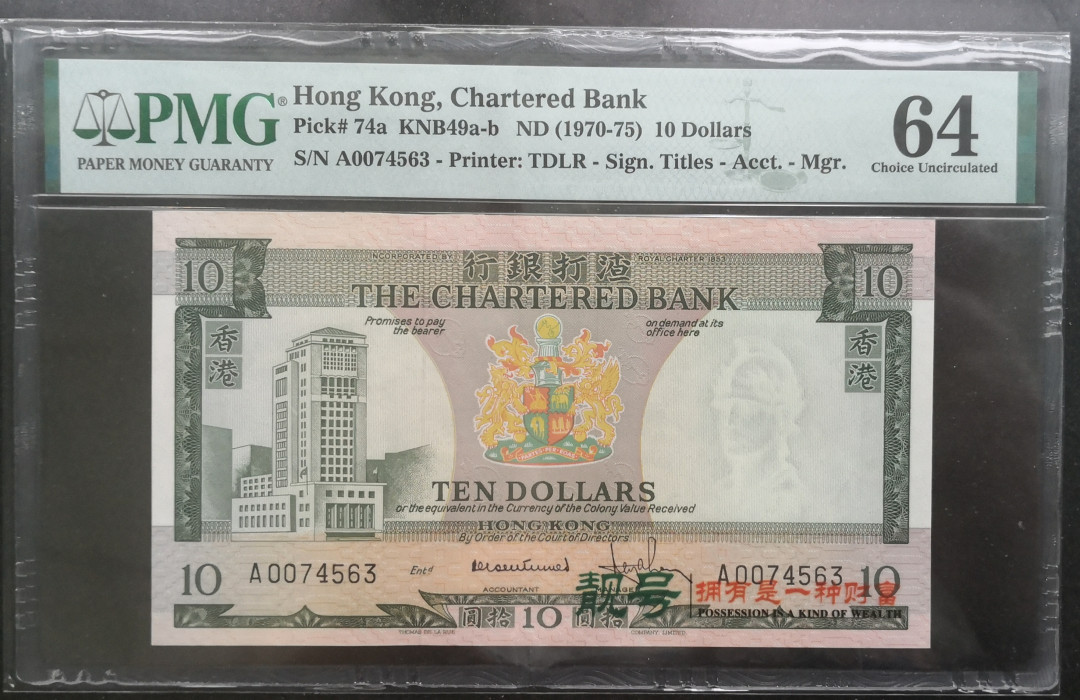 PMG®
PAPER MONEY GUARANTY
Hong Kong, Chartered Bank
Pick# 74a KNB49a-b ND (1970-75) 10 Dollars
S/N A0074563 - Printer: TDLR - Sign. Titles - Acct. - Mgr.
64
Choice Uncirculated
INCORPORATED BY ROYAL CHARTER 1853
行銀打渣
10 10
THE CHARTERED BANK
香港
Promises to pay
the bearer
on demand at its
office here
香港
TEN DOLLARS
or the equivalent in the Currency of the Colony Value Received
HONG KONG
By Order of the Court of Directors
10 A0074563 Entd
ACCOUNTANT
A0074563 10
靓号
拥有是一种财富
POSSESSION IS A KIND OF WEALTH
圓拾 10 圓拾
THOMAS DE LA RUE COMPANY, LIMITED